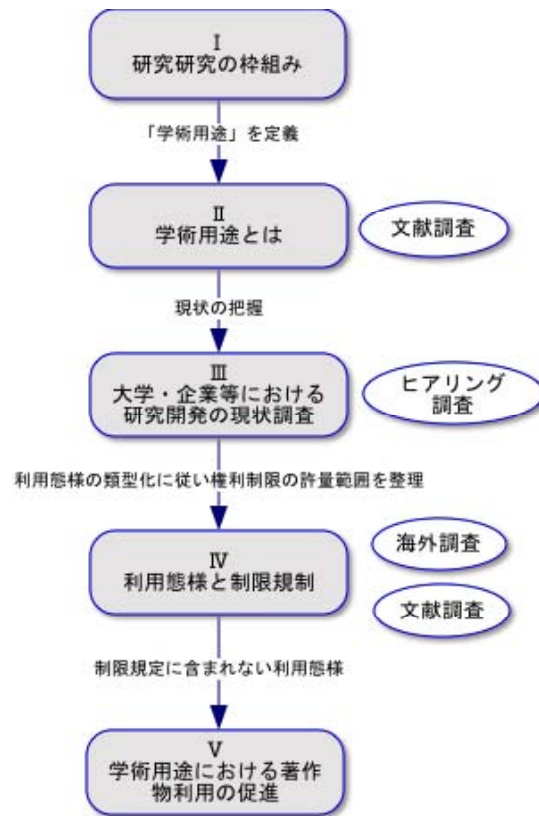 Ⅰ
研究研究の枠組み
「学術用途」を定義
Ⅱ
学術用途とは
文献調査
現状の把握
Ⅲ
大学・企業等における
研究開発の現状調査
ヒアリング
調査
利用態様の類型化に従い権利制限の許量範囲を整理
Ⅳ
利用態様と制限規制
海外調査
文献調査
制限規定に含まれない利用態様
Ⅴ
学術用途における著作
物利用の促進